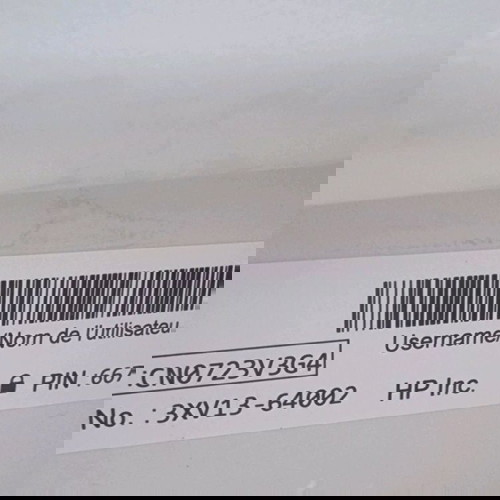 Username/Nom de l'utilisateu
PIN: 667 CN0723V3G4
No. : 3XV13-64002 HP Inc.